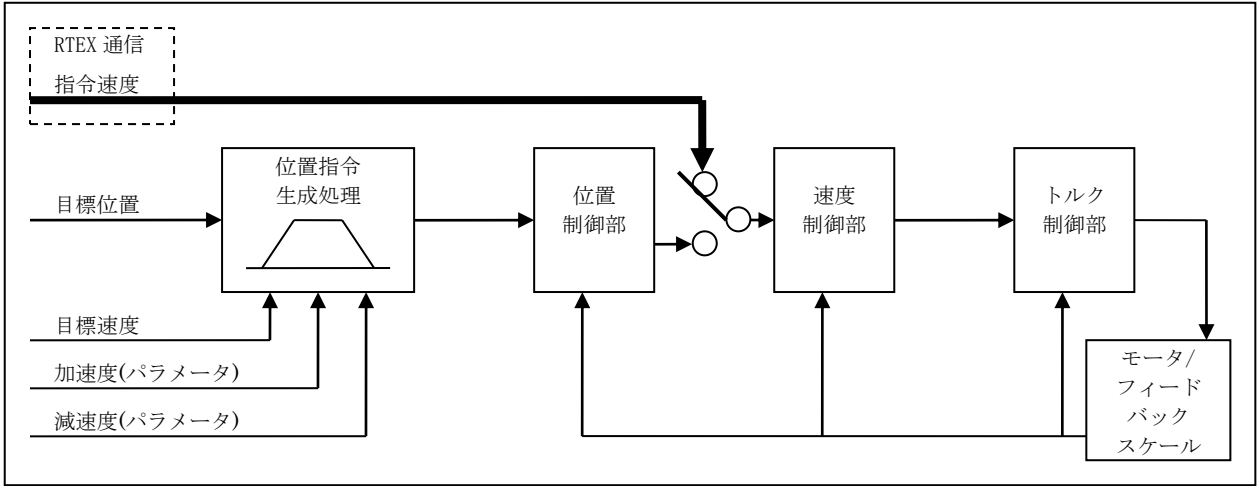 RTEX 通信
指令速度
位置指令
生成処理
目標位置
位置
制御部
速度
制御部
トルク
制御部
目標速度
加速度(パラメータ)
減速度(パラメータ)
モータ/
フィード
バック
スケール